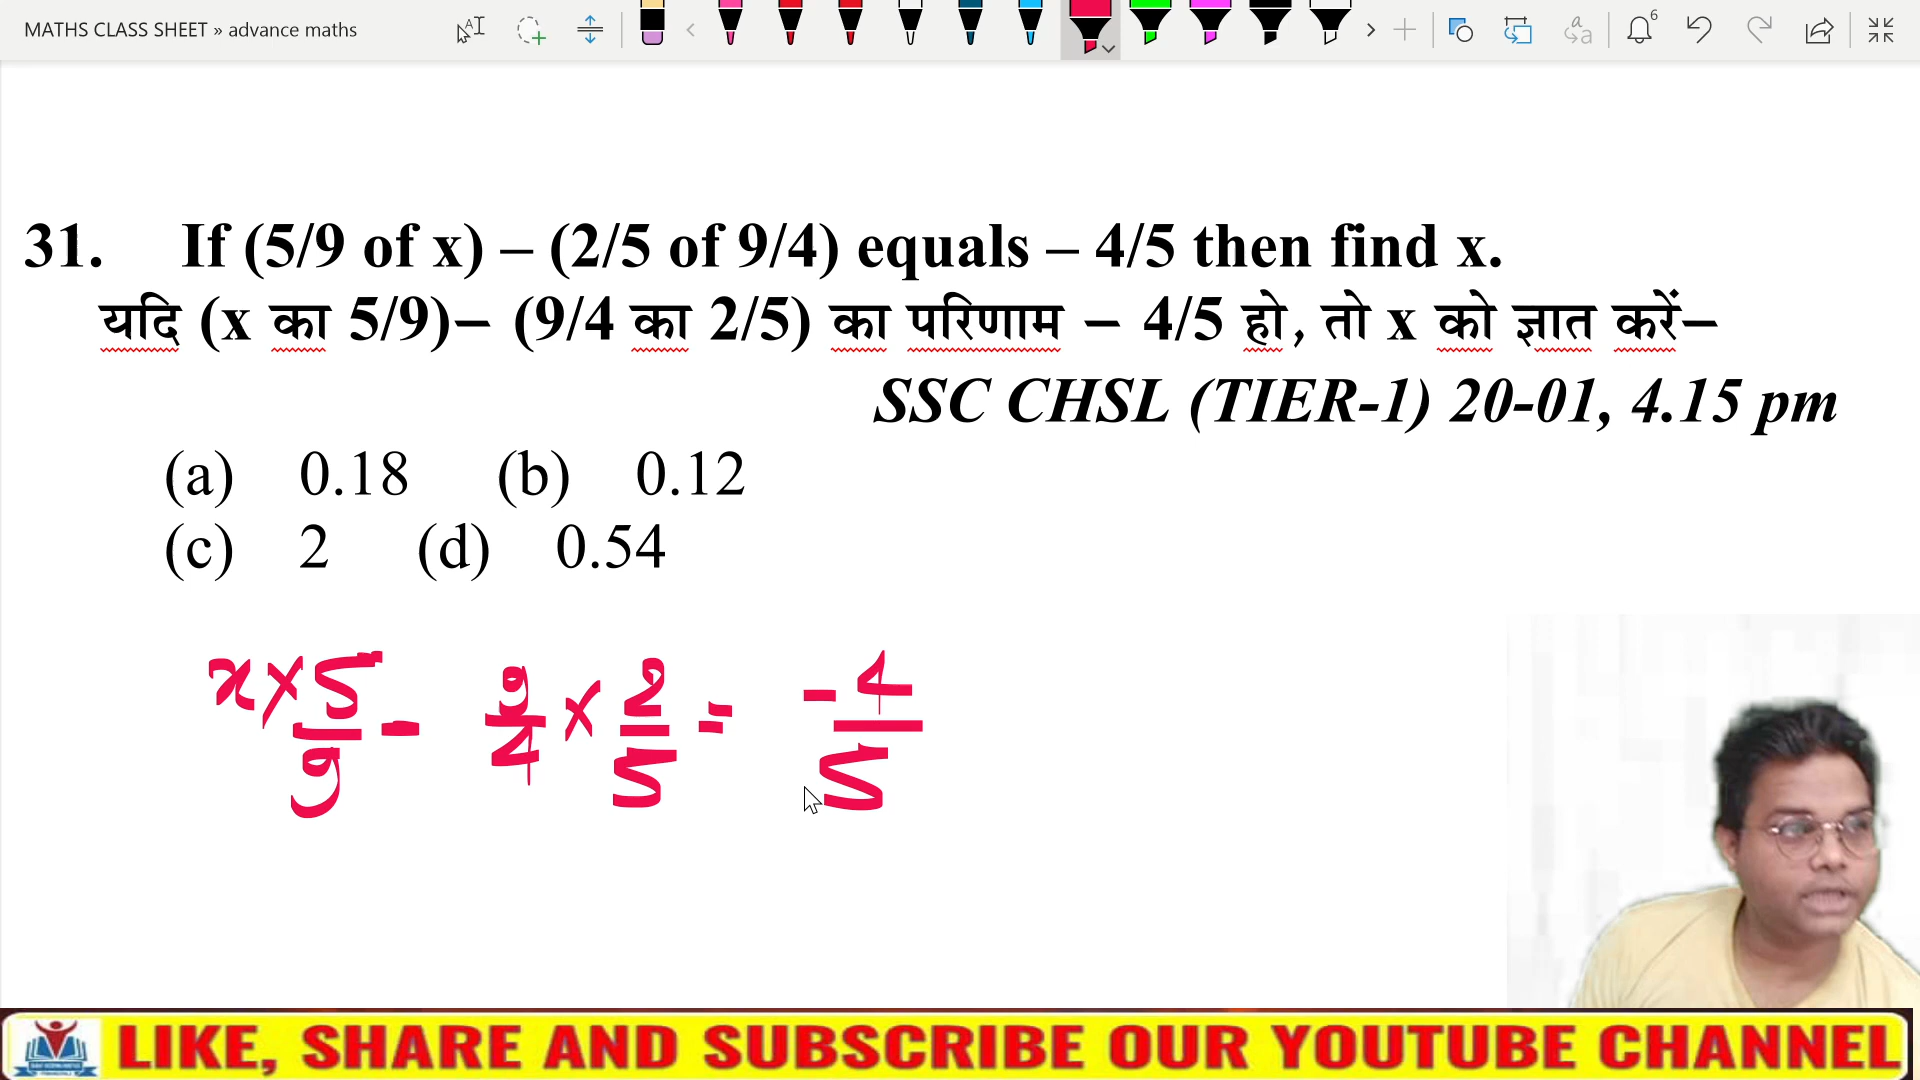 MATHS CLASS SHEET » advance maths
6
31. If (5/9 of x) – (2/5 of 9/4) equals – 4/5 then find x.
यदि (x का 5/9)– (9/4 का 2/5) का परिणाम – 4/5 हो, तो x को ज्ञात करें–
SSC CHSL (TIER-1) 20-01, 4.15 pm
(a) 0.18 (b) 0.12
(c) 2 (d) 0.54
x × 5/9 - 9/4 × 2/5 = -4/5
LIKE, SHARE AND SUBSCRIBE OUR YOUTUBE CHANNEL